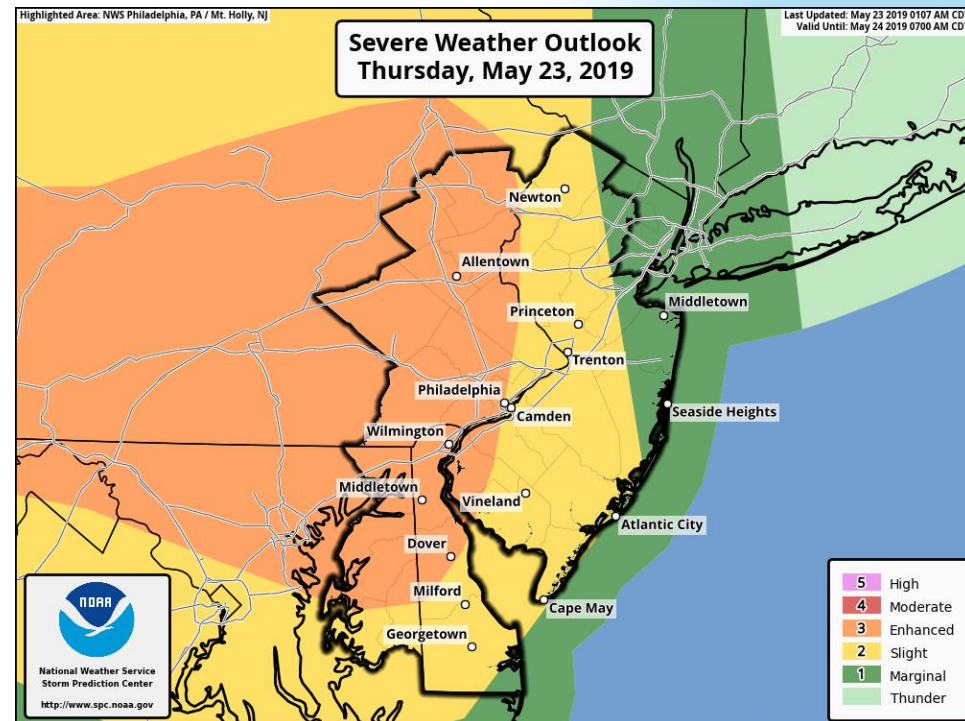 Highlighted Area: NWS Philadelphia, PA / Mt. Holly, NJ
Last Updated: May 23 2019 0107 AM CDT
Valid Until: May 24 2019 0700 AM CDT
Severe Weather Outlook
Thursday, May 23, 2019
Newton
Allentown
Middletown
Princeton
Trenton
Philadelphia
Camden
Seaside Heights
Wilmington
Middletown
Vineland
Atlantic City
Dover
Milford
Cape May
Georgetown
NOAA
National Weather Service
Storm Prediction Center
http://www.spc.noaa.gov
5 High
4 Moderate
3 Enhanced
2 Slight
1 Marginal
Thunder